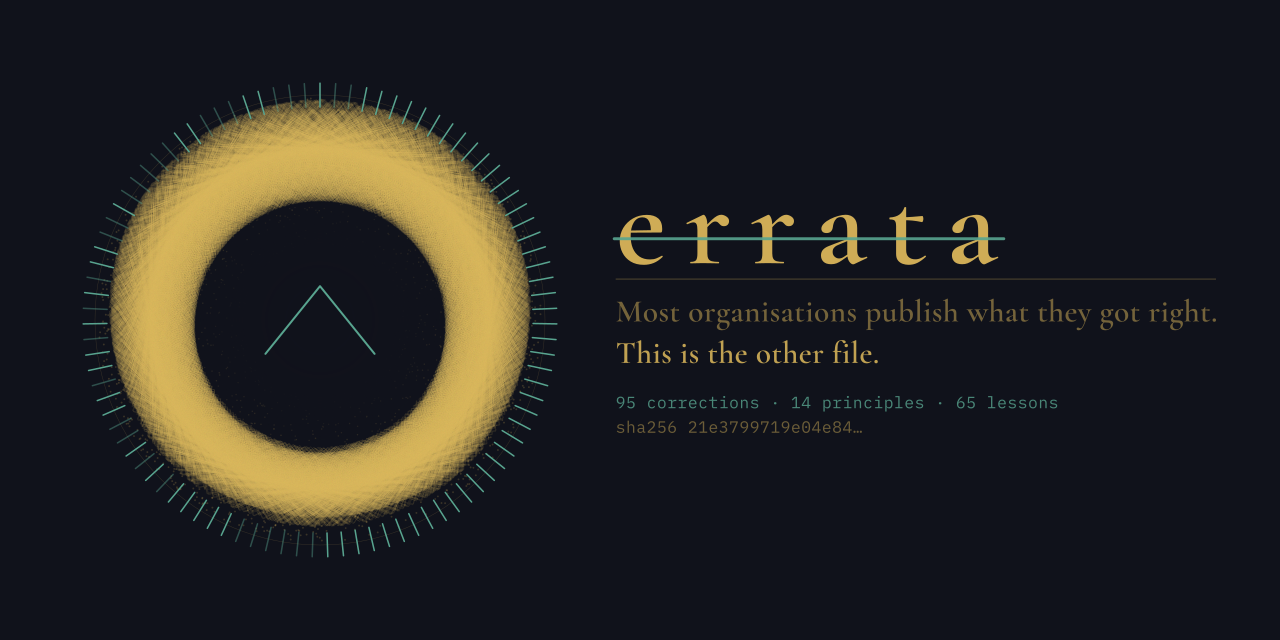 errata
Most organisations publish what they got right.
This is the other file.
95 corrections · 14 principles · 65 lessons
sha256 21e3799719e04e84…